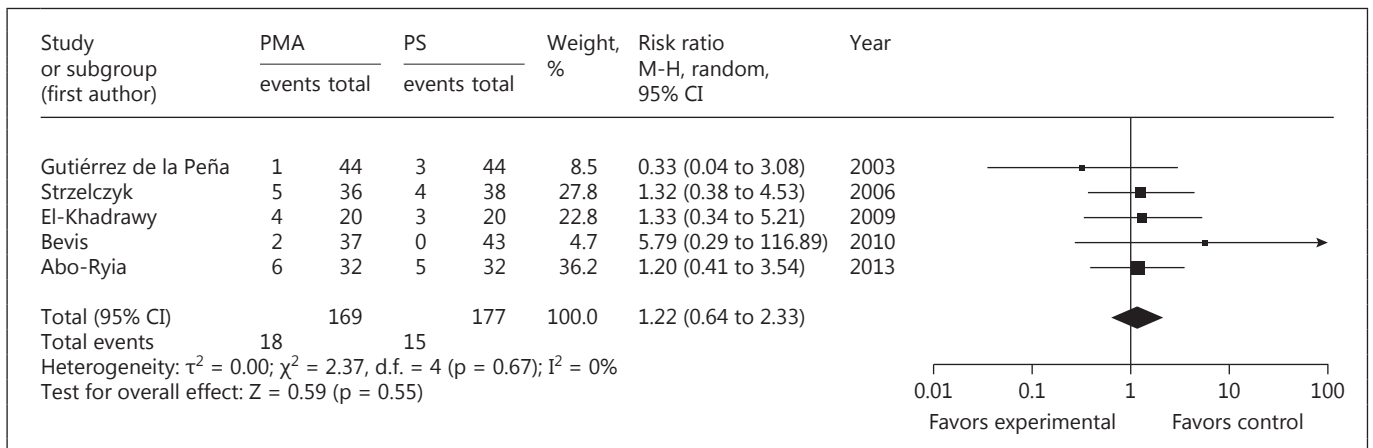 Study PMA PS Weight, Risk ratio Year
or subgroup events total events total % M-H, random,
(first author) 95% CI
Gutiérrez de la Peña 1 44 3 44 8.5 0.33 (0.04 to 3.08) 2003
Strzelczyk 5 36 4 38 27.8 1.32 (0.38 to 4.53) 2006
El-Khadrawy 4 20 3 20 22.8 1.33 (0.34 to 5.21) 2009
Bevis 2 37 0 43 4.7 5.79 (0.29 to 116.89) 2010
Abo-Ryia 6 32 5 32 36.2 1.20 (0.41 to 3.54) 2013
Total (95% CI) 169 177 100.0 1.22 (0.64 to 2.33)
Total events 18 15
Heterogeneity: τ² = 0.00; χ² = 2.37, d.f. = 4 (p = 0.67); I² = 0%
Test for overall effect: Z = 0.59 (p = 0.55)
0.01 0.1 1 10 100
Favors experimental Favors control